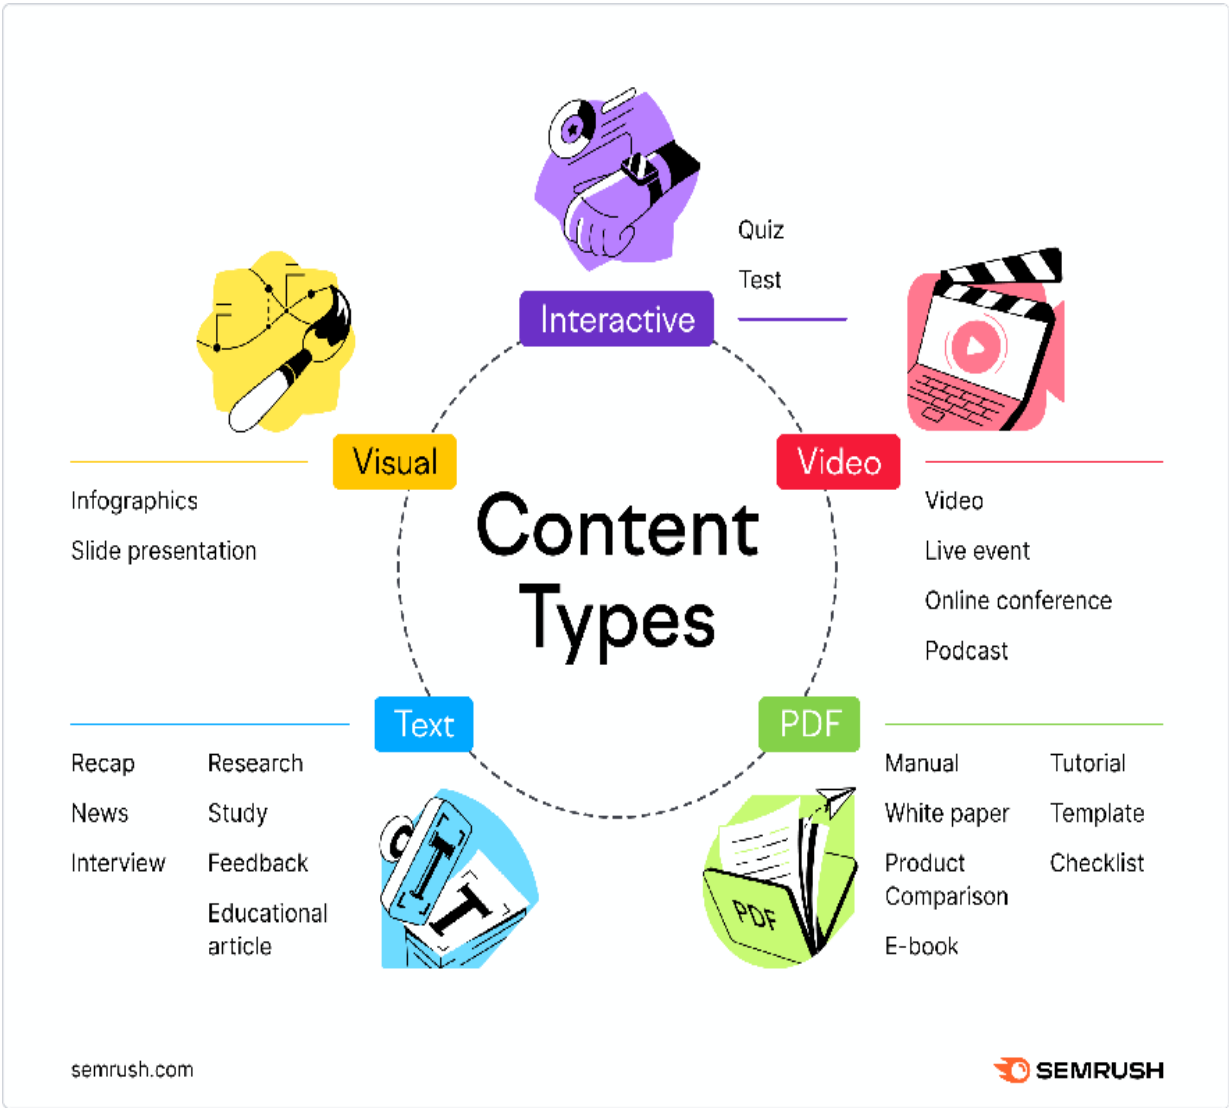 Quiz
Test
Interactive
Visual
Infographics
Slide presentation
Video
Video
Live event
Online conference
Podcast
Content
Types
Text
Recap
News
Interview
Research
Study
Feedback
Educational
article
PDF
Manual
White paper
Product
Comparison
E-book
Tutorial
Template
Checklist
PDF
semrush.com
SEMRUSH